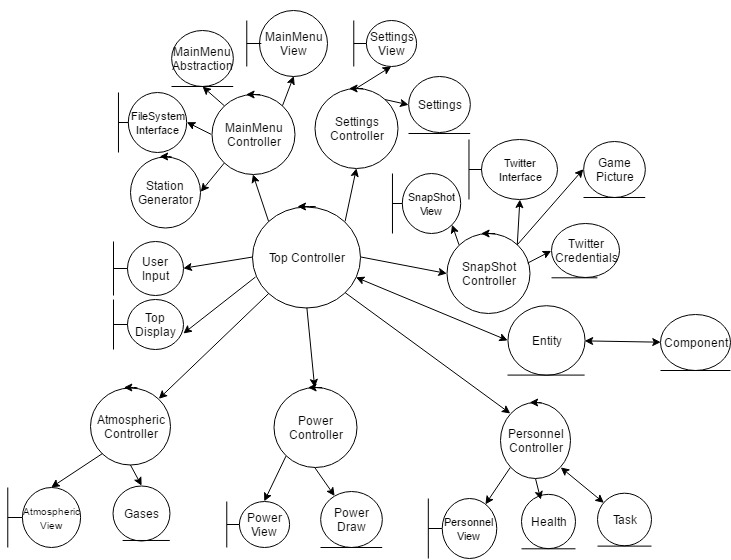 MainMenu
View
Settings
View
MainMenu
Abstraction
Settings
FileSystem
Interface
MainMenu
Controller
Settings
Controller
Station
Generator
Twitter
Interface
Game
Picture
SnapShot
View
Top Controller
User
Input
SnapShot
Controller
Twitter
Credentials
Top
Display
Entity
Component
Atmospheric
Controller
Power
Controller
Personnel
Controller
Atmospheric
View
Gases
Power
View
Power
Draw
Personnel
View
Health
Task